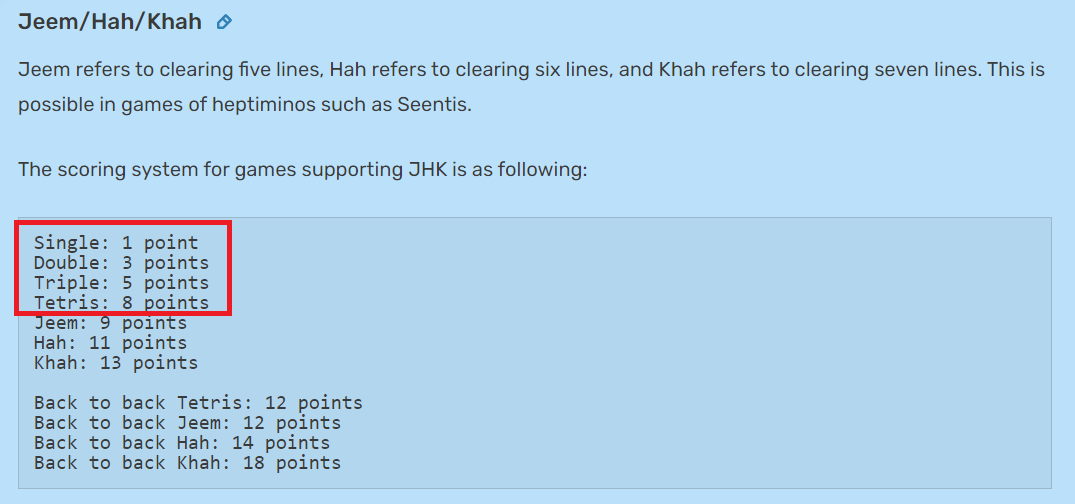 Jeem/Hah/Khah
Jeem refers to clearing five lines, Hah refers to clearing six lines, and Khah refers to clearing seven lines. This is
possible in games of heptiminos such as Seentis.
The scoring system for games supporting JHK is as following:
Single: 1 point
Double: 3 points
Triple: 5 points
Tetris: 8 points
Jeem: 9 points
Hah: 11 points
Khah: 13 points
Back to back Tetris: 12 points
Back to back Jeem: 12 points
Back to back Hah: 14 points
Back to back Khah: 18 points